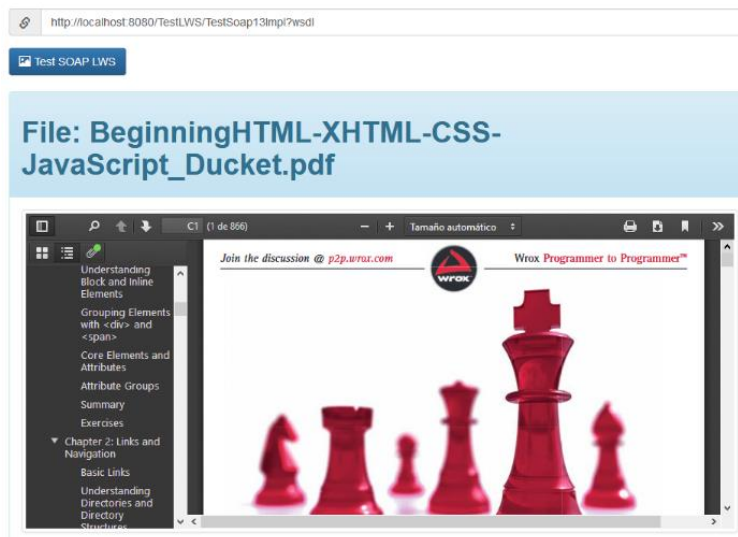 http://localhost:8080/TestLWS/TestSoap13Impl?wsdl
Test SOAP LWS
File: BeginningHTML-XHTML-CSS-
JavaScript_Ducket.pdf
C1 (1 de 866)
Tamaño automático
Understanding
Block and Inline
Elements
Grouping Elements
with <div> and
<span>
Core Elements and
Attributes
Attribute Groups
Summary
Exercises
Chapter 2: Links and
Navigation
Basic Links
Understanding
Directories and
Directory
Structures
Join the discussion @ p2p.wrox.com
wrox
Wrox Programmer to Programmer™